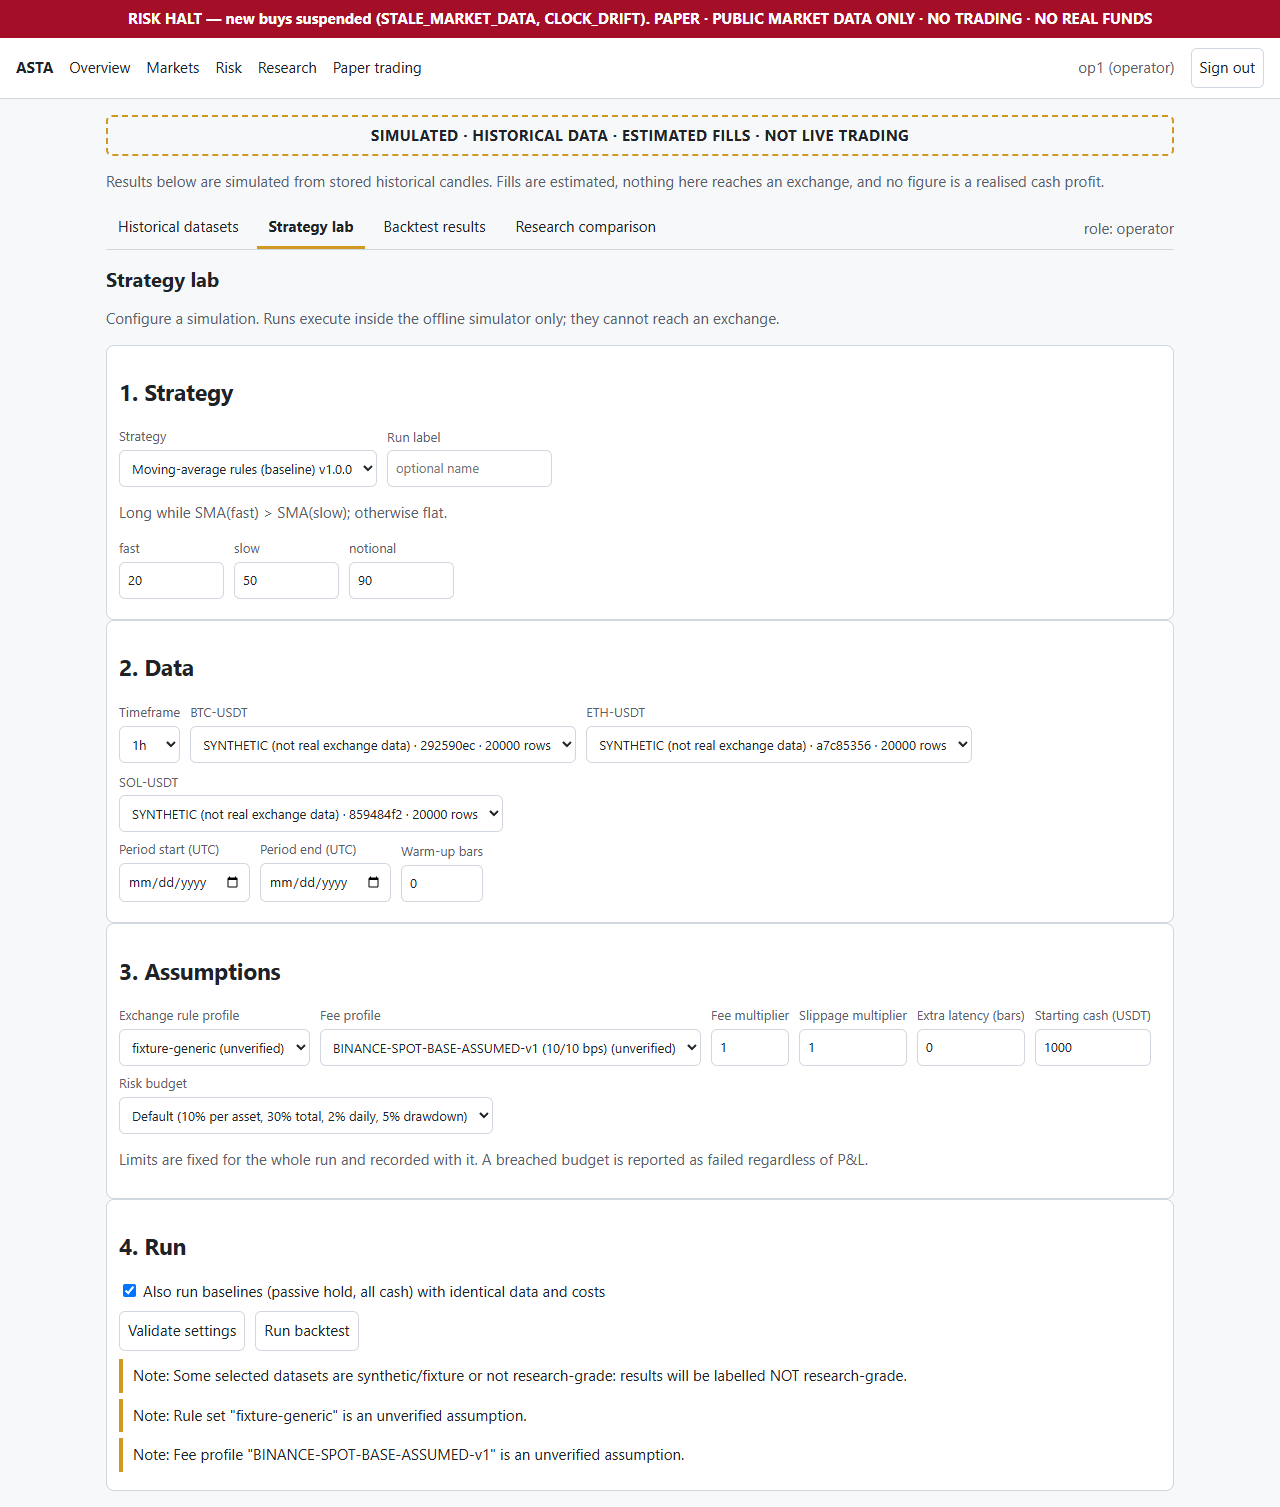 RISK HALT — new buys suspended (STALE_MARKET_DATA, CLOCK_DRIFT). PAPER · PUBLIC MARKET DATA ONLY · NO TRADING · NO REAL FUNDS
ASTA Overview Markets Risk Research Paper trading op1 (operator) Sign out
SIMULATED · HISTORICAL DATA · ESTIMATED FILLS · NOT LIVE TRADING
Results below are simulated from stored historical candles. Fills are estimated, nothing here reaches an exchange, and no figure is a realised cash profit.
Historical datasets Strategy lab Backtest results Research comparison role: operator
Strategy lab
Configure a simulation. Runs execute inside the offline simulator only; they cannot reach an exchange.
1. Strategy
Strategy Run label
Moving-average rules (baseline) v1.0.0 optional name
Long while SMA(fast) > SMA(slow); otherwise flat.
fast slow notional
20 50 90
2. Data
Timeframe BTC-USDT ETH-USDT
1h SYNTHETIC (not real exchange data) · 292590ec · 20000 rows SYNTHETIC (not real exchange data) · a7c85356 · 20000 rows
SOL-USDT
SYNTHETIC (not real exchange data) · 859484f2 · 20000 rows
Period start (UTC) Period end (UTC) Warm-up bars
mm/dd/yyyy mm/dd/yyyy 0
3. Assumptions
Exchange rule profile Fee profile Fee multiplier Slippage multiplier Extra latency (bars) Starting cash (USDT)
fixture-generic (unverified) BINANCE-SPOT-BASE-ASSUMED-v1 (10/10 bps) (unverified) 1 1 0 1000
Risk budget
Default (10% per asset, 30% total, 2% daily, 5% drawdown)
Limits are fixed for the whole run and recorded with it. A breached budget is reported as failed regardless of P&L.
4. Run
Also run baselines (passive hold, all cash) with identical data and costs
Validate settings Run backtest
Note: Some selected datasets are synthetic/fixture or not research-grade: results will be labelled NOT research-grade.
Note: Rule set "fixture-generic" is an unverified assumption.
Note: Fee profile "BINANCE-SPOT-BASE-ASSUMED-v1" is an unverified assumption.